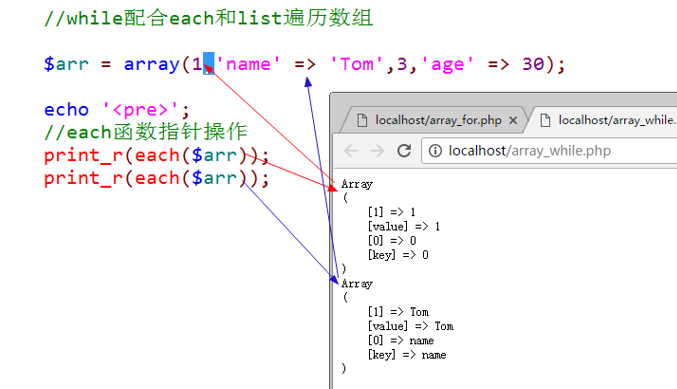 //while配合each和list遍历数组
$arr = array(1,'name' => 'Tom',3,'age' => 30);
echo '<pre>';
//each函数指针操作
print_r(each($arr));
print_r(each($arr));
localhost/array_for.php
localhost/array_while.
localhost/array_while.php
Array
(
[1] => 1
[value] => 1
[0] => 0
[key] => 0
)
Array
(
[1] => Tom
[value] => Tom
[0] => name
[key] => name
)